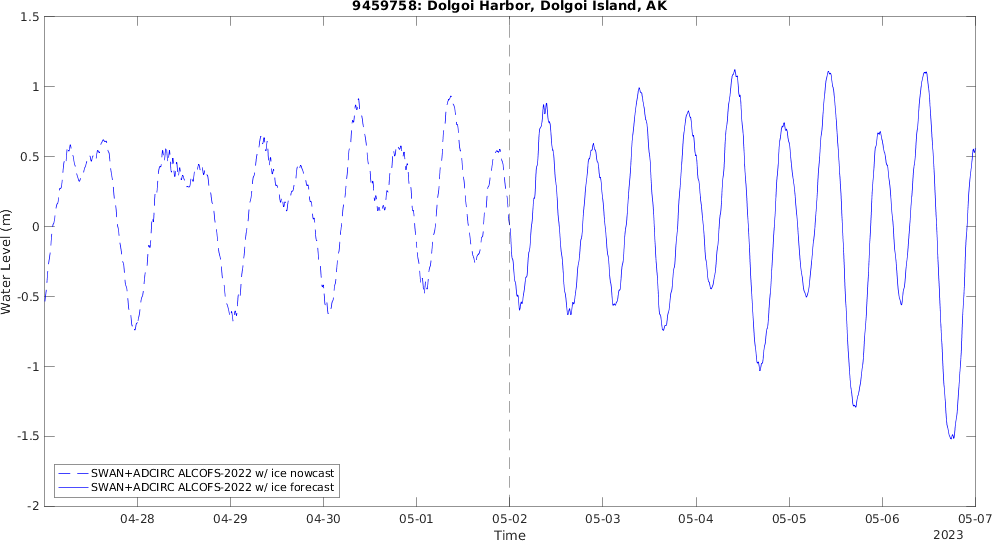 9459758: Dolgoi Harbor, Dolgoi Island, AK
1.5
1
0.5
0
-0.5
-1
-1.5
-2
Water Level (m)
SWAN+ADCIRC ALCOFS-2022 w/ ice nowcast
SWAN+ADCIRC ALCOFS-2022 w/ ice forecast
04-28 04-29 04-30 05-01 05-02 05-03 05-04 05-05 05-06 05-07
Time
2023